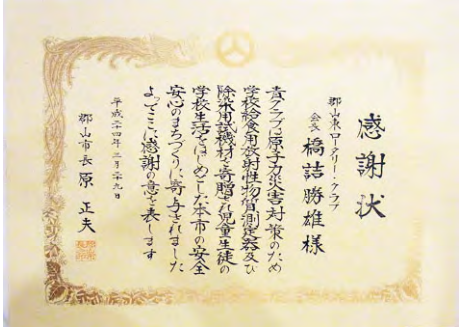 感謝状
郡山東ロータリークラブ
会長 橋詰勝雄様
貴クラブは原子力災害対策のため
学校給食用放射性物質測定器及び
除染用試験機材を寄贈され児童生徒の
学校生活をはじめとした本市の安全
安心のまちづくりに寄与されました
よってここに感謝の意を表します
平成二十四年 三月二十九日
郡山市長 原 正夫